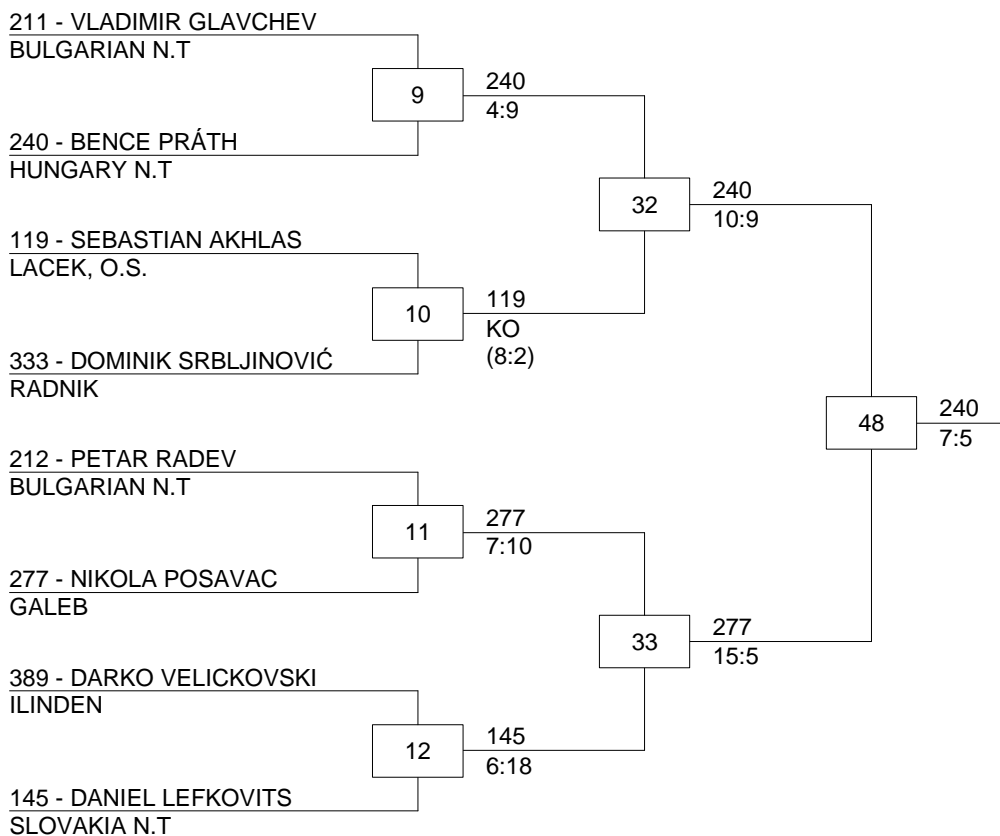 211 - VLADIMIR GLAVCHEV
BULGARIAN N.T
9
240
4:9
240 - BENCE PRÁTH
HUNGARY N.T
32
240
10:9
119 - SEBASTIAN AKHLAS
LACEK, O.S.
10
119
KO
(8:2)
333 - DOMINIK SRBLJINOVIĆ
RADNIK
48
240
7:5
212 - PETAR RADEV
BULGARIAN N.T
11
277
7:10
277 - NIKOLA POSAVAC
GALEB
33
277
15:5
389 - DARKO VELICKOVSKI
ILINDEN
12
145
6:18
145 - DANIEL LEFKOVITS
SLOVAKIA N.T